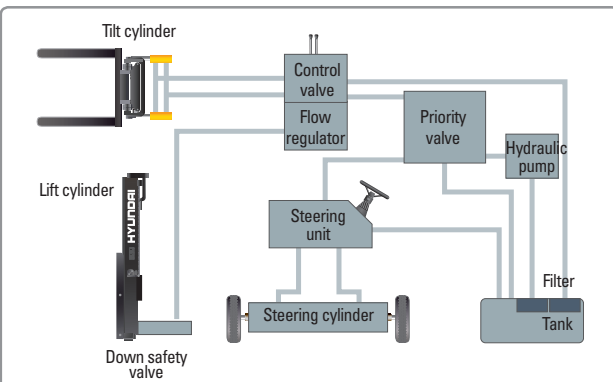 Tilt cylinder
Control
valve
Flow
regulator
Priority
valve
Hydraulic
pump
Lift cylinder
HYUNDAI
Steering
unit
Filter
Steering cylinder
Tank
Down safety
valve